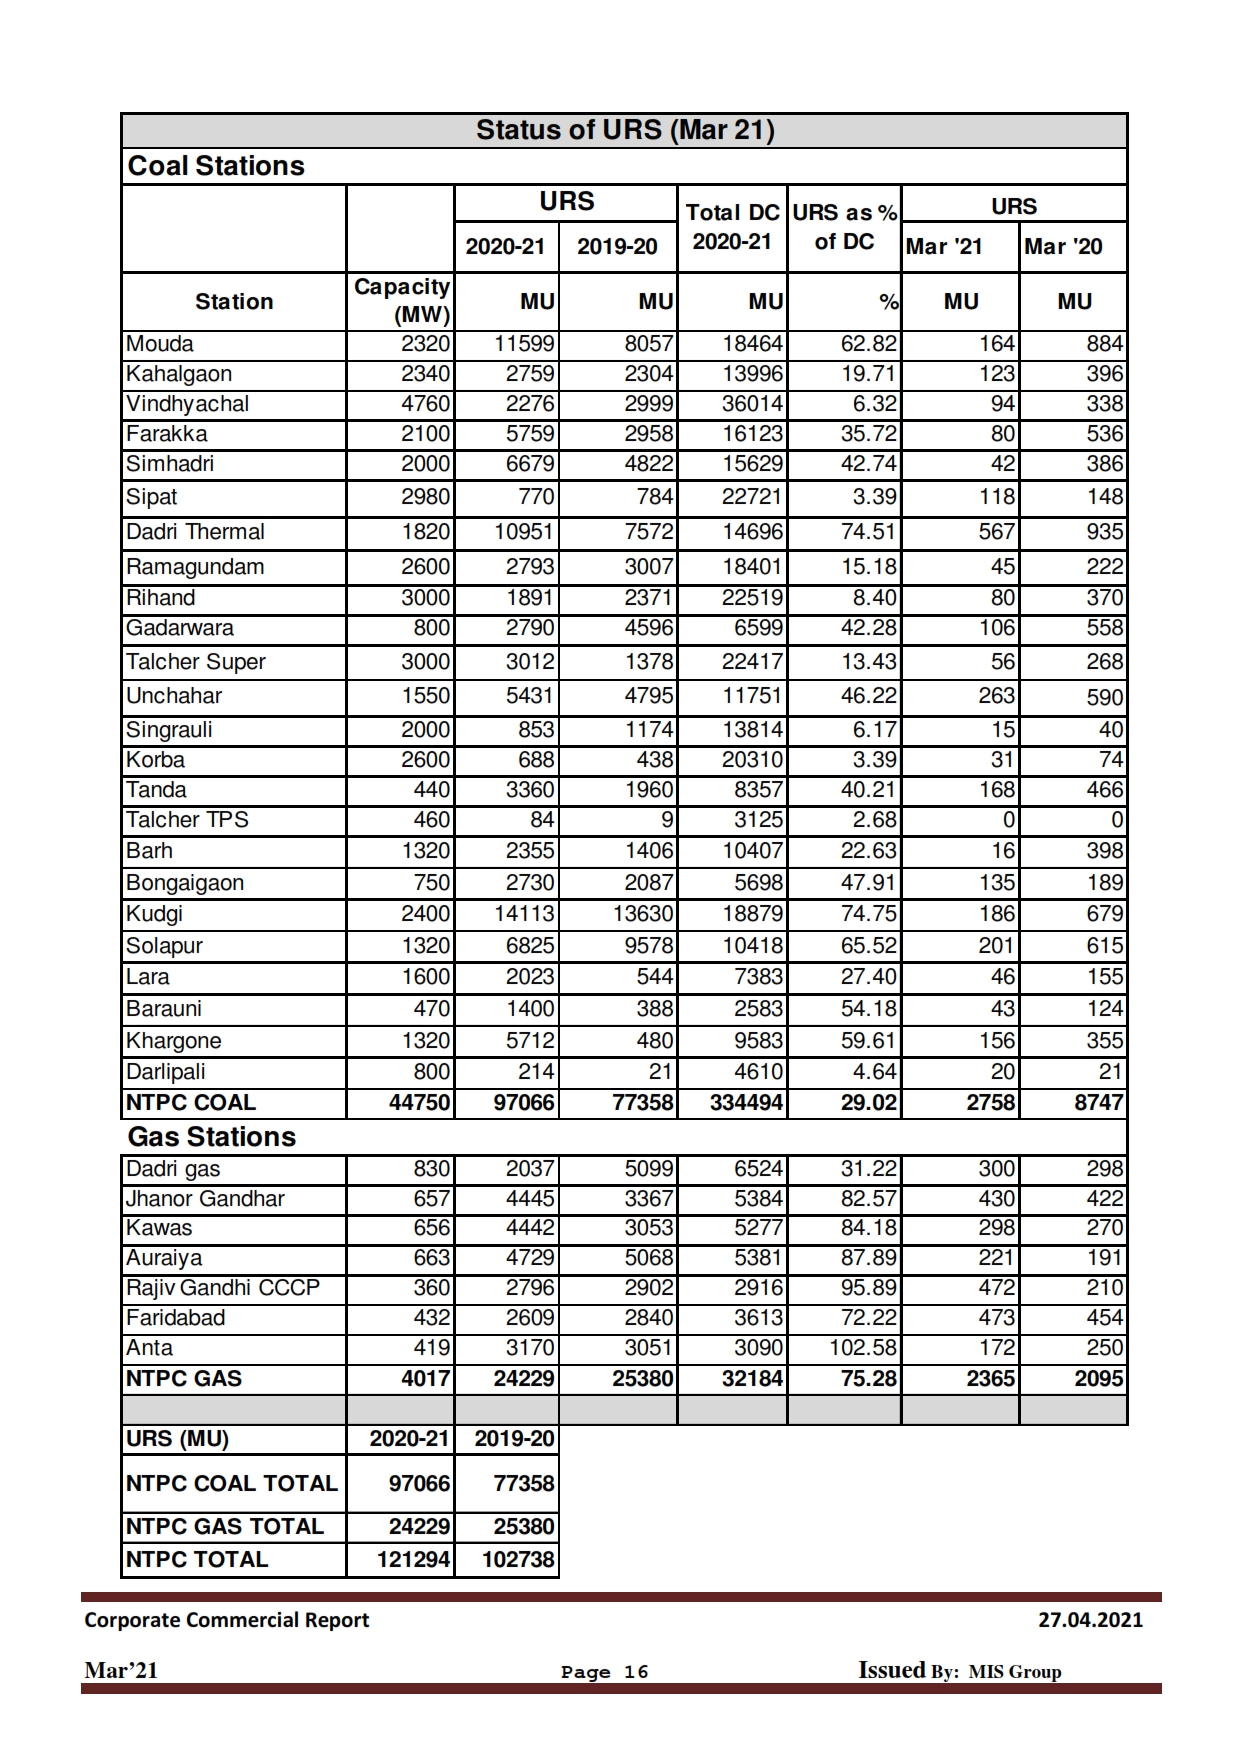 Status of URS (Mar 21)
Coal Stations
URS Total DC 2020-21 URS as % of DC URS
2020-21 2019-20 Mar '21 Mar '20
Station Capacity (MW) MU MU MU % MU MU
Mouda 2320 11599 8057 18464 62.82 164 884
Kahalgaon 2340 2759 2304 13996 19.71 123 396
Vindhyachal 4760 2276 2999 36014 6.32 94 338
Farakka 2100 5759 2958 16123 35.72 80 536
Simhadri 2000 6679 4822 15629 42.74 42 386
Sipat 2980 770 784 22721 3.39 118 148
Dadri Thermal 1820 10951 7572 14696 74.51 567 935
Ramagundam 2600 2793 3007 18401 15.18 45 222
Rihand 3000 1891 2371 22519 8.40 80 370
Gadarwara 800 2790 4596 6599 42.28 106 558
Talcher Super 3000 3012 1378 22417 13.43 56 268
Unchahar 1550 5431 4795 11751 46.22 263 590
Singrauli 2000 853 1174 13814 6.17 15 40
Korba 2600 688 438 20310 3.39 31 74
Tanda 440 3360 1960 8357 40.21 168 466
Talcher TPS 460 84 9 3125 2.68 0 0
Barh 1320 2355 1406 10407 22.63 16 398
Bongaigaon 750 2730 2087 5698 47.91 135 189
Kudgi 2400 14113 13630 18879 74.75 186 679
Solapur 1320 6825 9578 10418 65.52 201 615
Lara 1600 2023 544 7383 27.40 46 155
Barauni 470 1400 388 2583 54.18 43 124
Khargone 1320 5712 480 9583 59.61 156 355
Darlipali 800 214 21 4610 4.64 20 21
NTPC COAL 44750 97066 77358 334494 29.02 2758 8747
Gas Stations
Dadri gas 830 2037 5099 6524 31.22 300 298
Jhanor Gandhar 657 4445 3367 5384 82.57 430 422
Kawas 656 4442 3053 5277 84.18 298 270
Auraiya 663 4729 5068 5381 87.89 221 191
Rajiv Gandhi CCCP 360 2796 2902 2916 95.89 472 210
Faridabad 432 2609 2840 3613 72.22 473 454
Anta 419 3170 3051 3090 102.58 172 250
NTPC GAS 4017 24229 25380 32184 75.28 2365 2095
URS (MU) 2020-21 2019-20
NTPC COAL TOTAL 97066 77358
NTPC GAS TOTAL 24229 25380
NTPC TOTAL 121294 102738
Corporate Commercial Report 27.04.2021
Mar’21 Page 16 Issued By: MIS Group